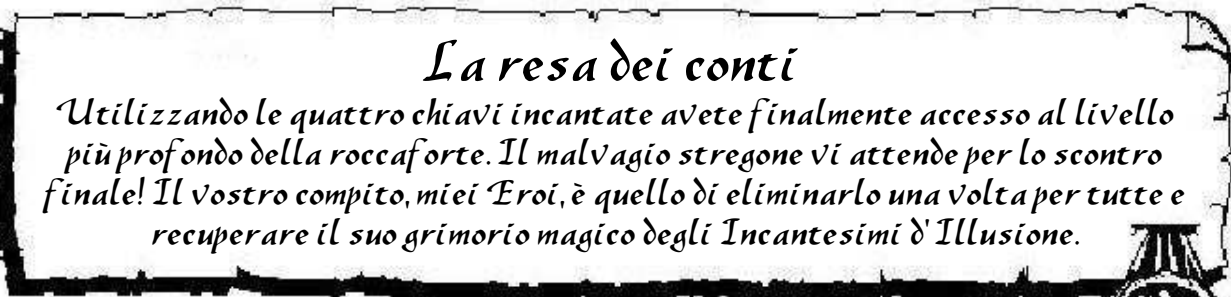 La resa dei conti
Utilizzando le quattro chiavi incantate avete finalmente accesso al livello
più profondo della roccaforte. Il malvagio stregone vi attende per lo scontro
finale! Il vostro compito, miei Eroi, è quello di eliminarlo una volta per tutte e
recuperare il suo grimorio magico degli Incantesimi d'Illusione.